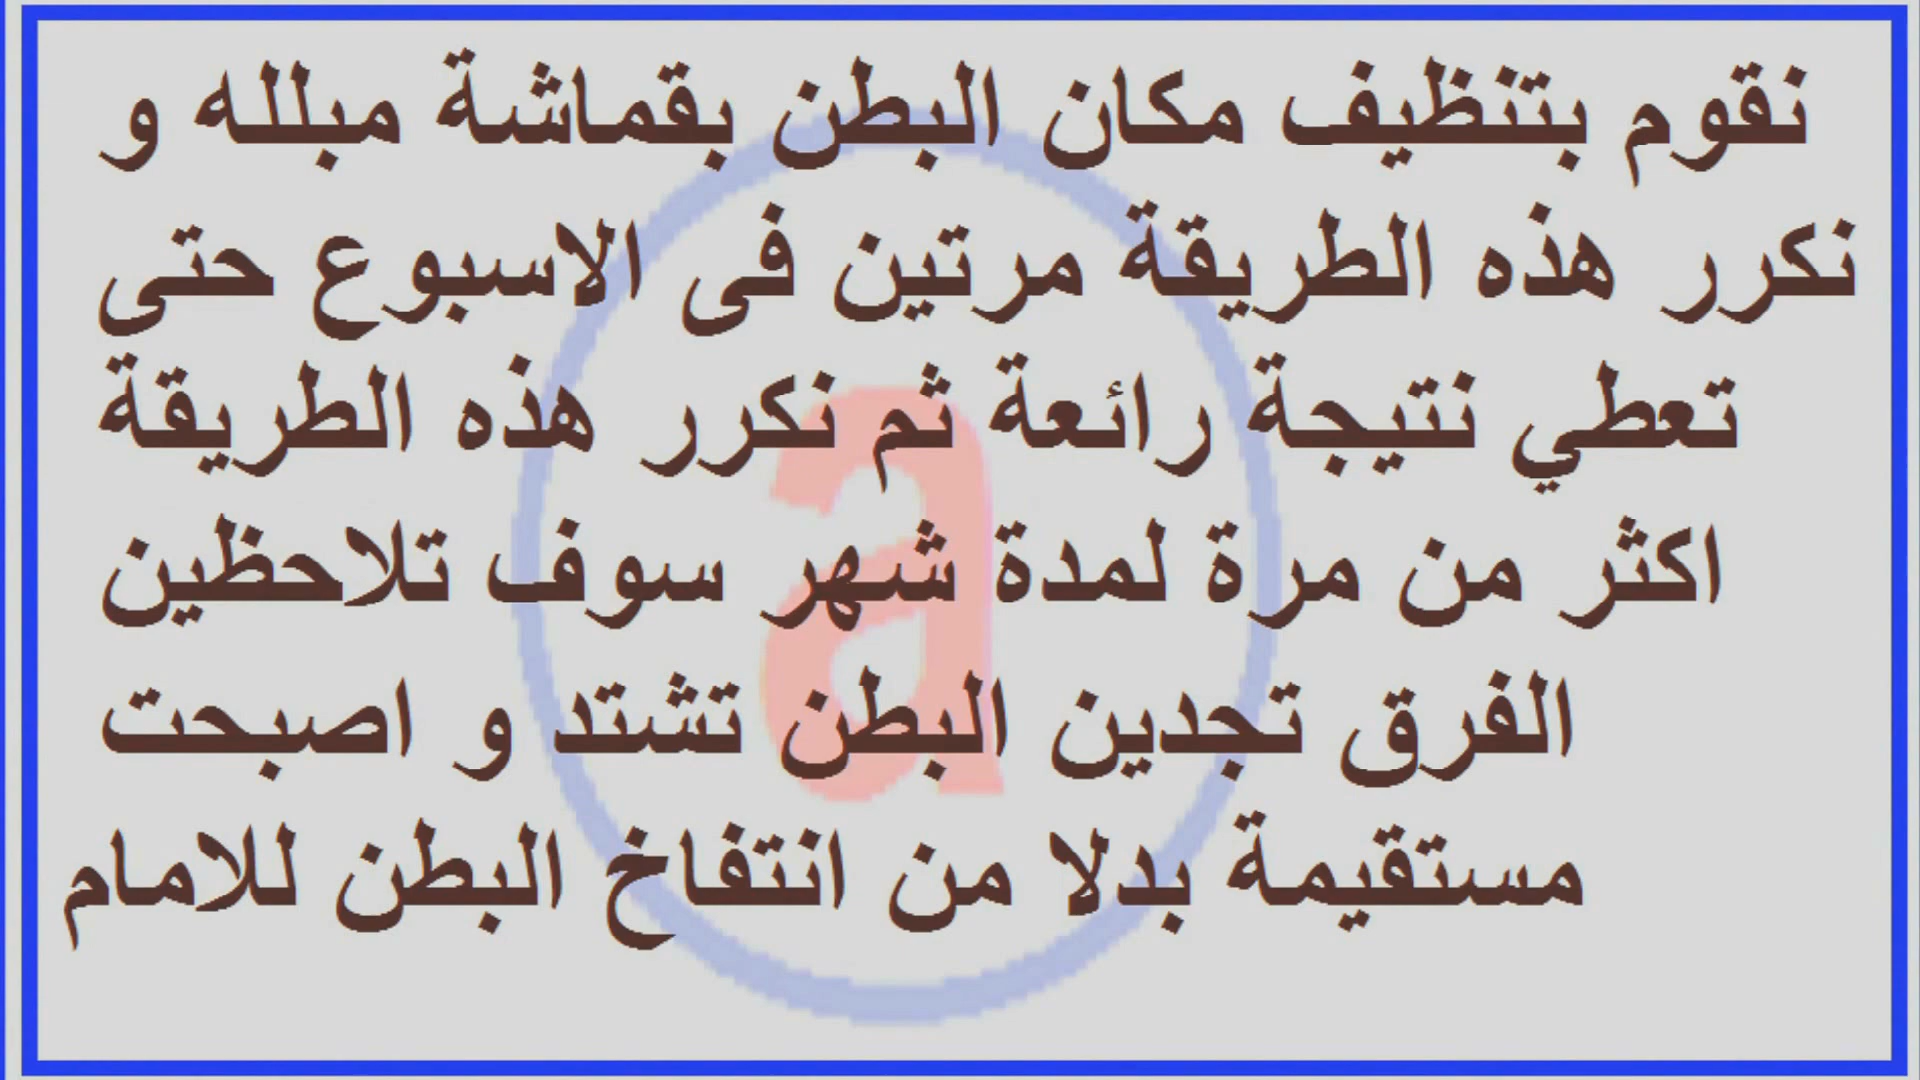 نقوم بتنظيف مكان البطن بقماشة مبلله و
نكرر هذه الطريقة مرتين فى الاسبوع حتى
تعطي نتيجة رائعة ثم نكرر هذه الطريقة
اكثر من مرة لمدة شهر سوف تلاحظين
الفرق تجدين البطن تشتد و اصبحت
مستقيمة بدلا من انتفاخ البطن للامام
a